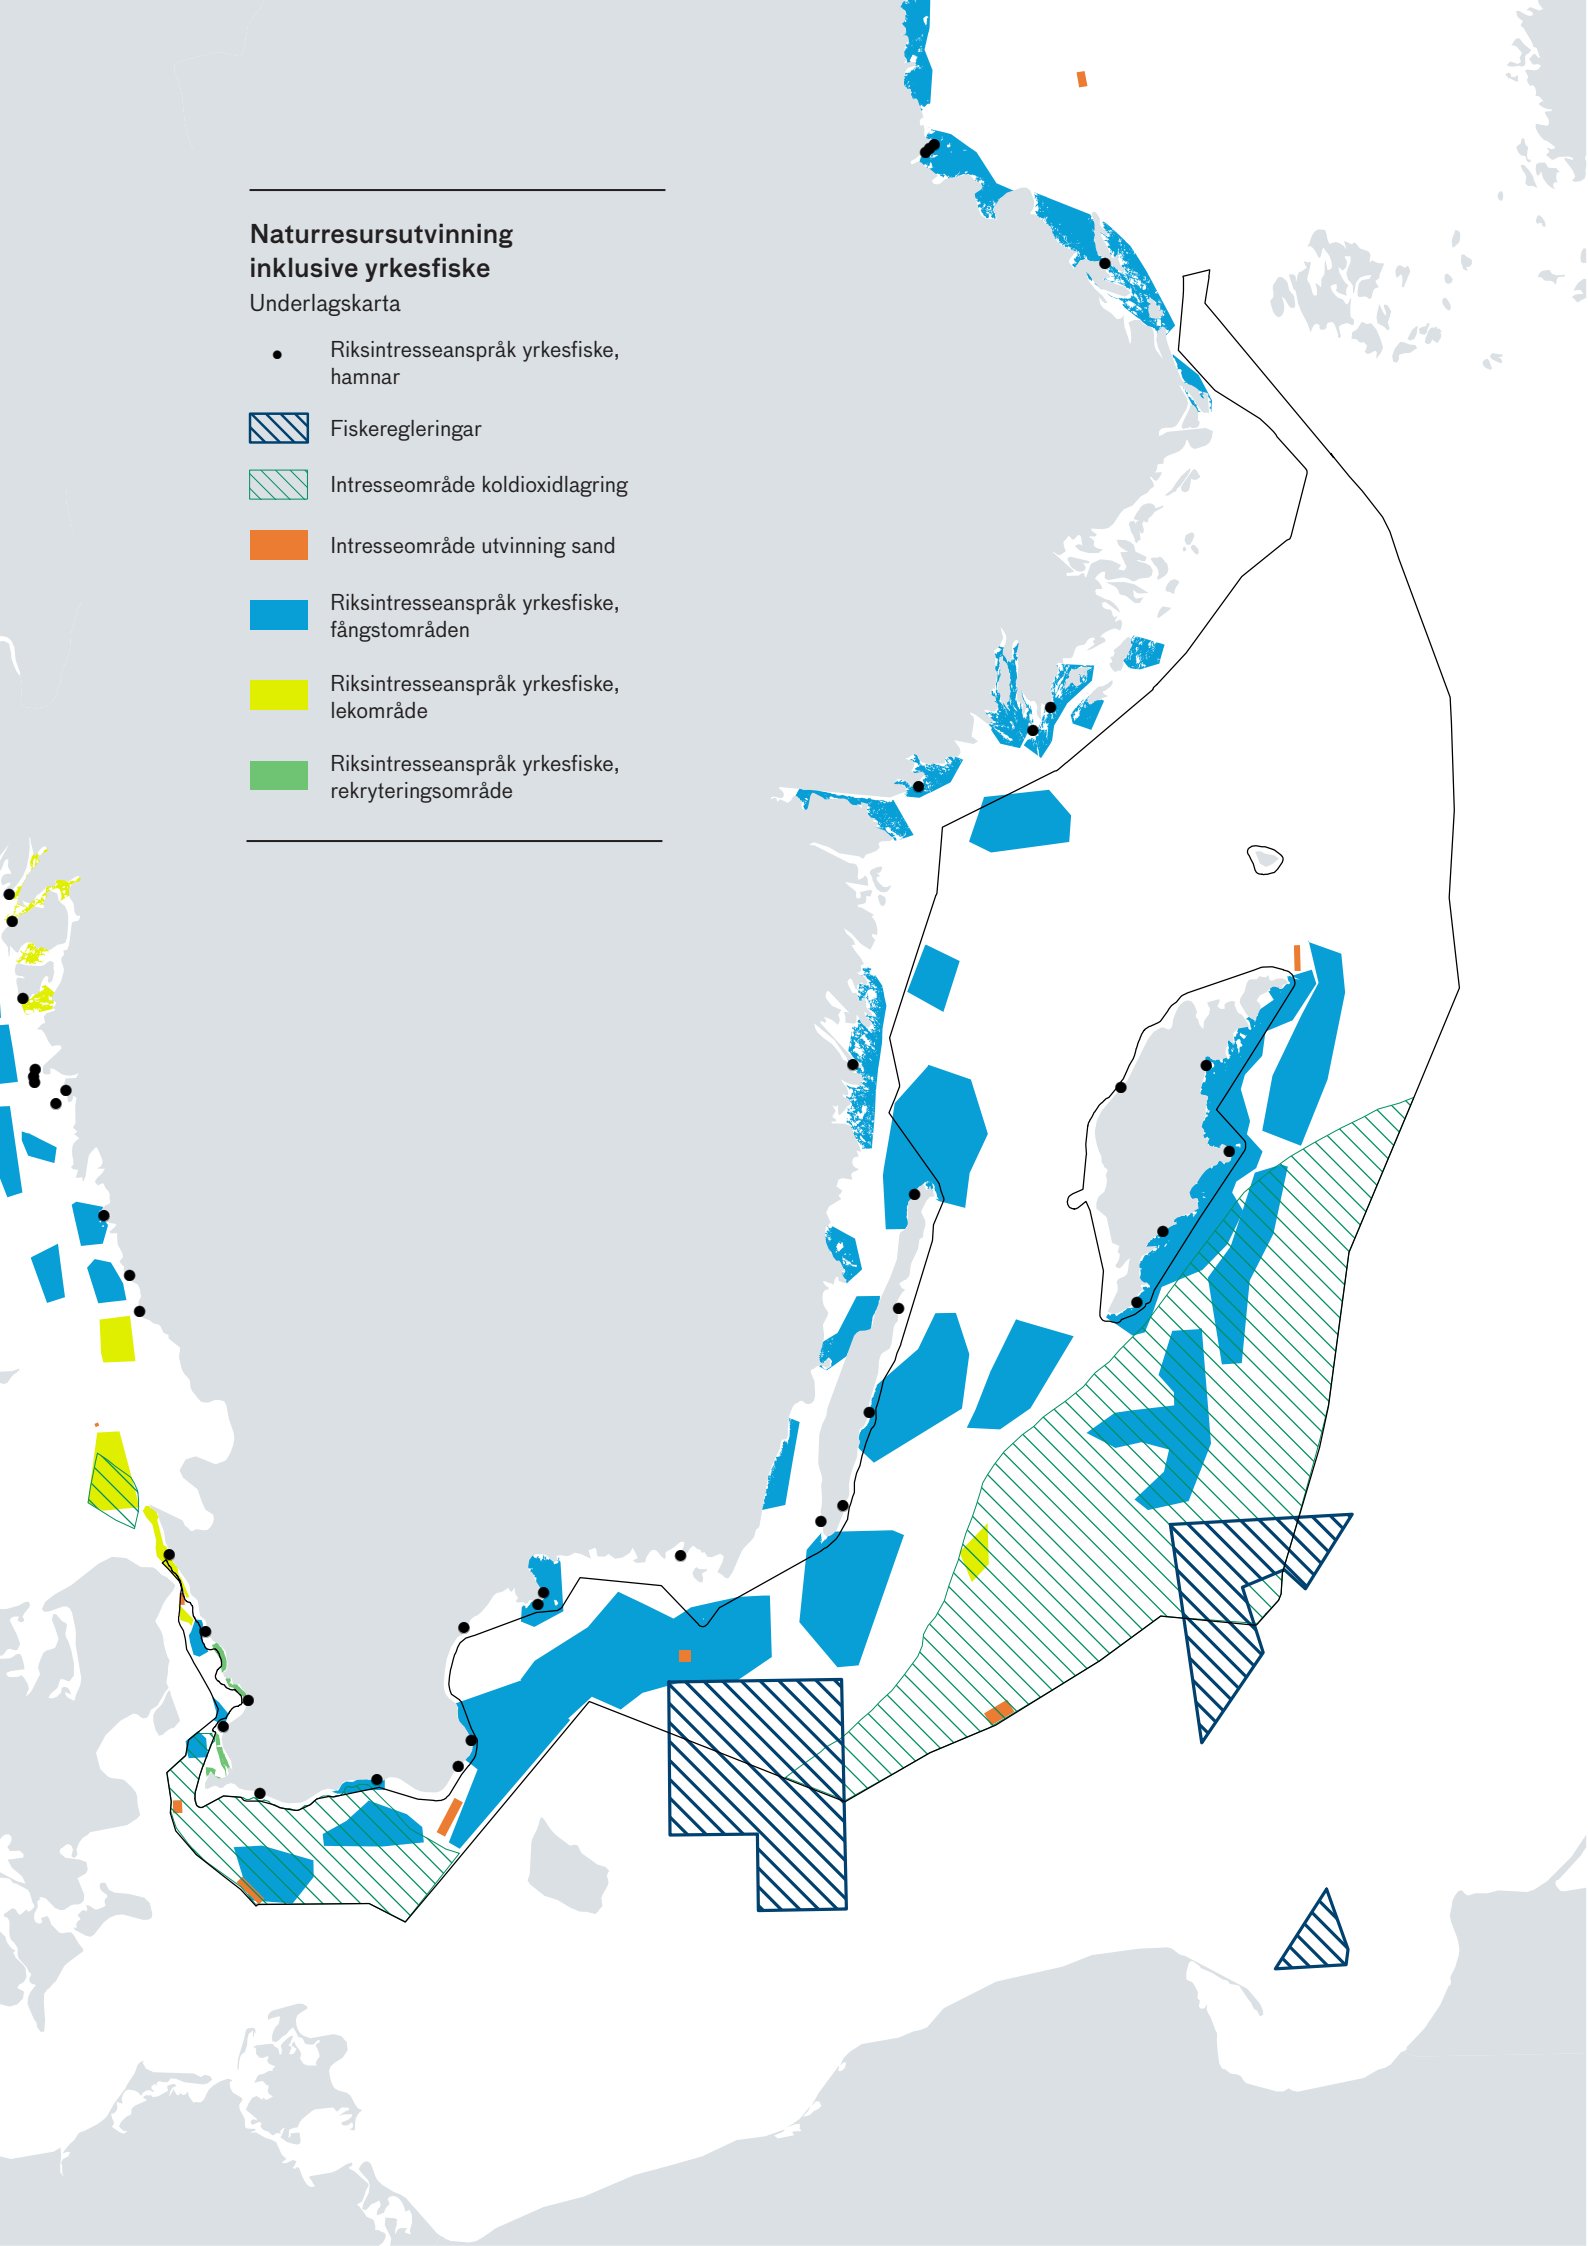 Naturresursutvinning
inklusive yrkesfiske
Underlagskarta
Riksintresseanspråk yrkesfiske,
hamnar
Fiskeregleringar
Intresseområde koldioxidlagring
Intresseområde utvinning sand
Riksintresseanspråk yrkesfiske,
fångstområden
Riksintresseanspråk yrkesfiske,
lekområde
Riksintresseanspråk yrkesfiske,
rekryteringsområde